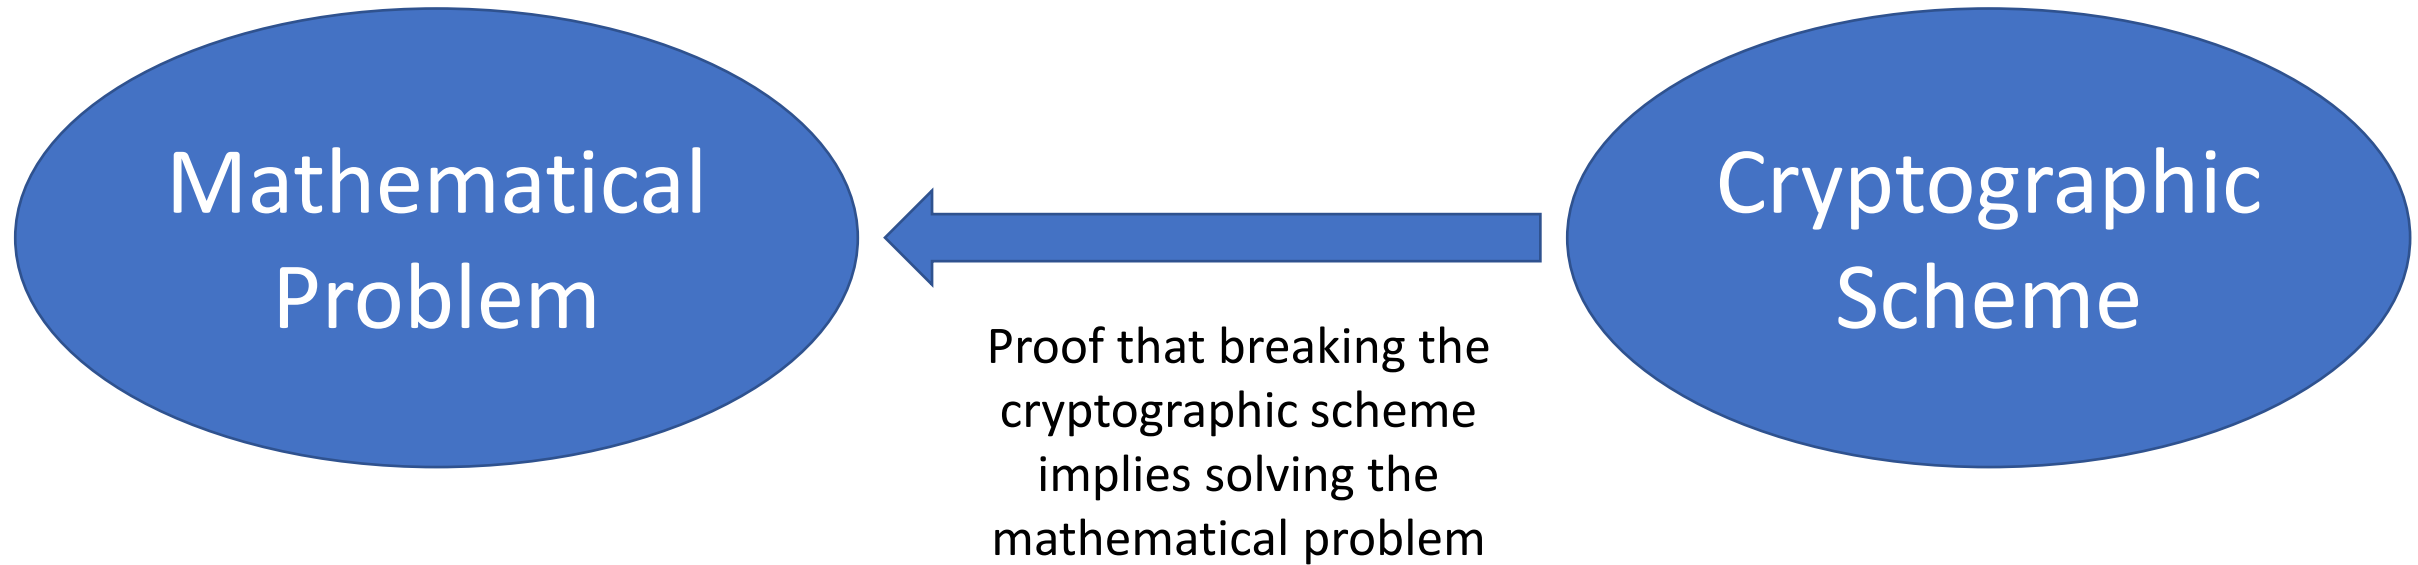 Mathematical
Problem
Proof that breaking the
cryptographic scheme
implies solving the
mathematical problem
Cryptographic
Scheme